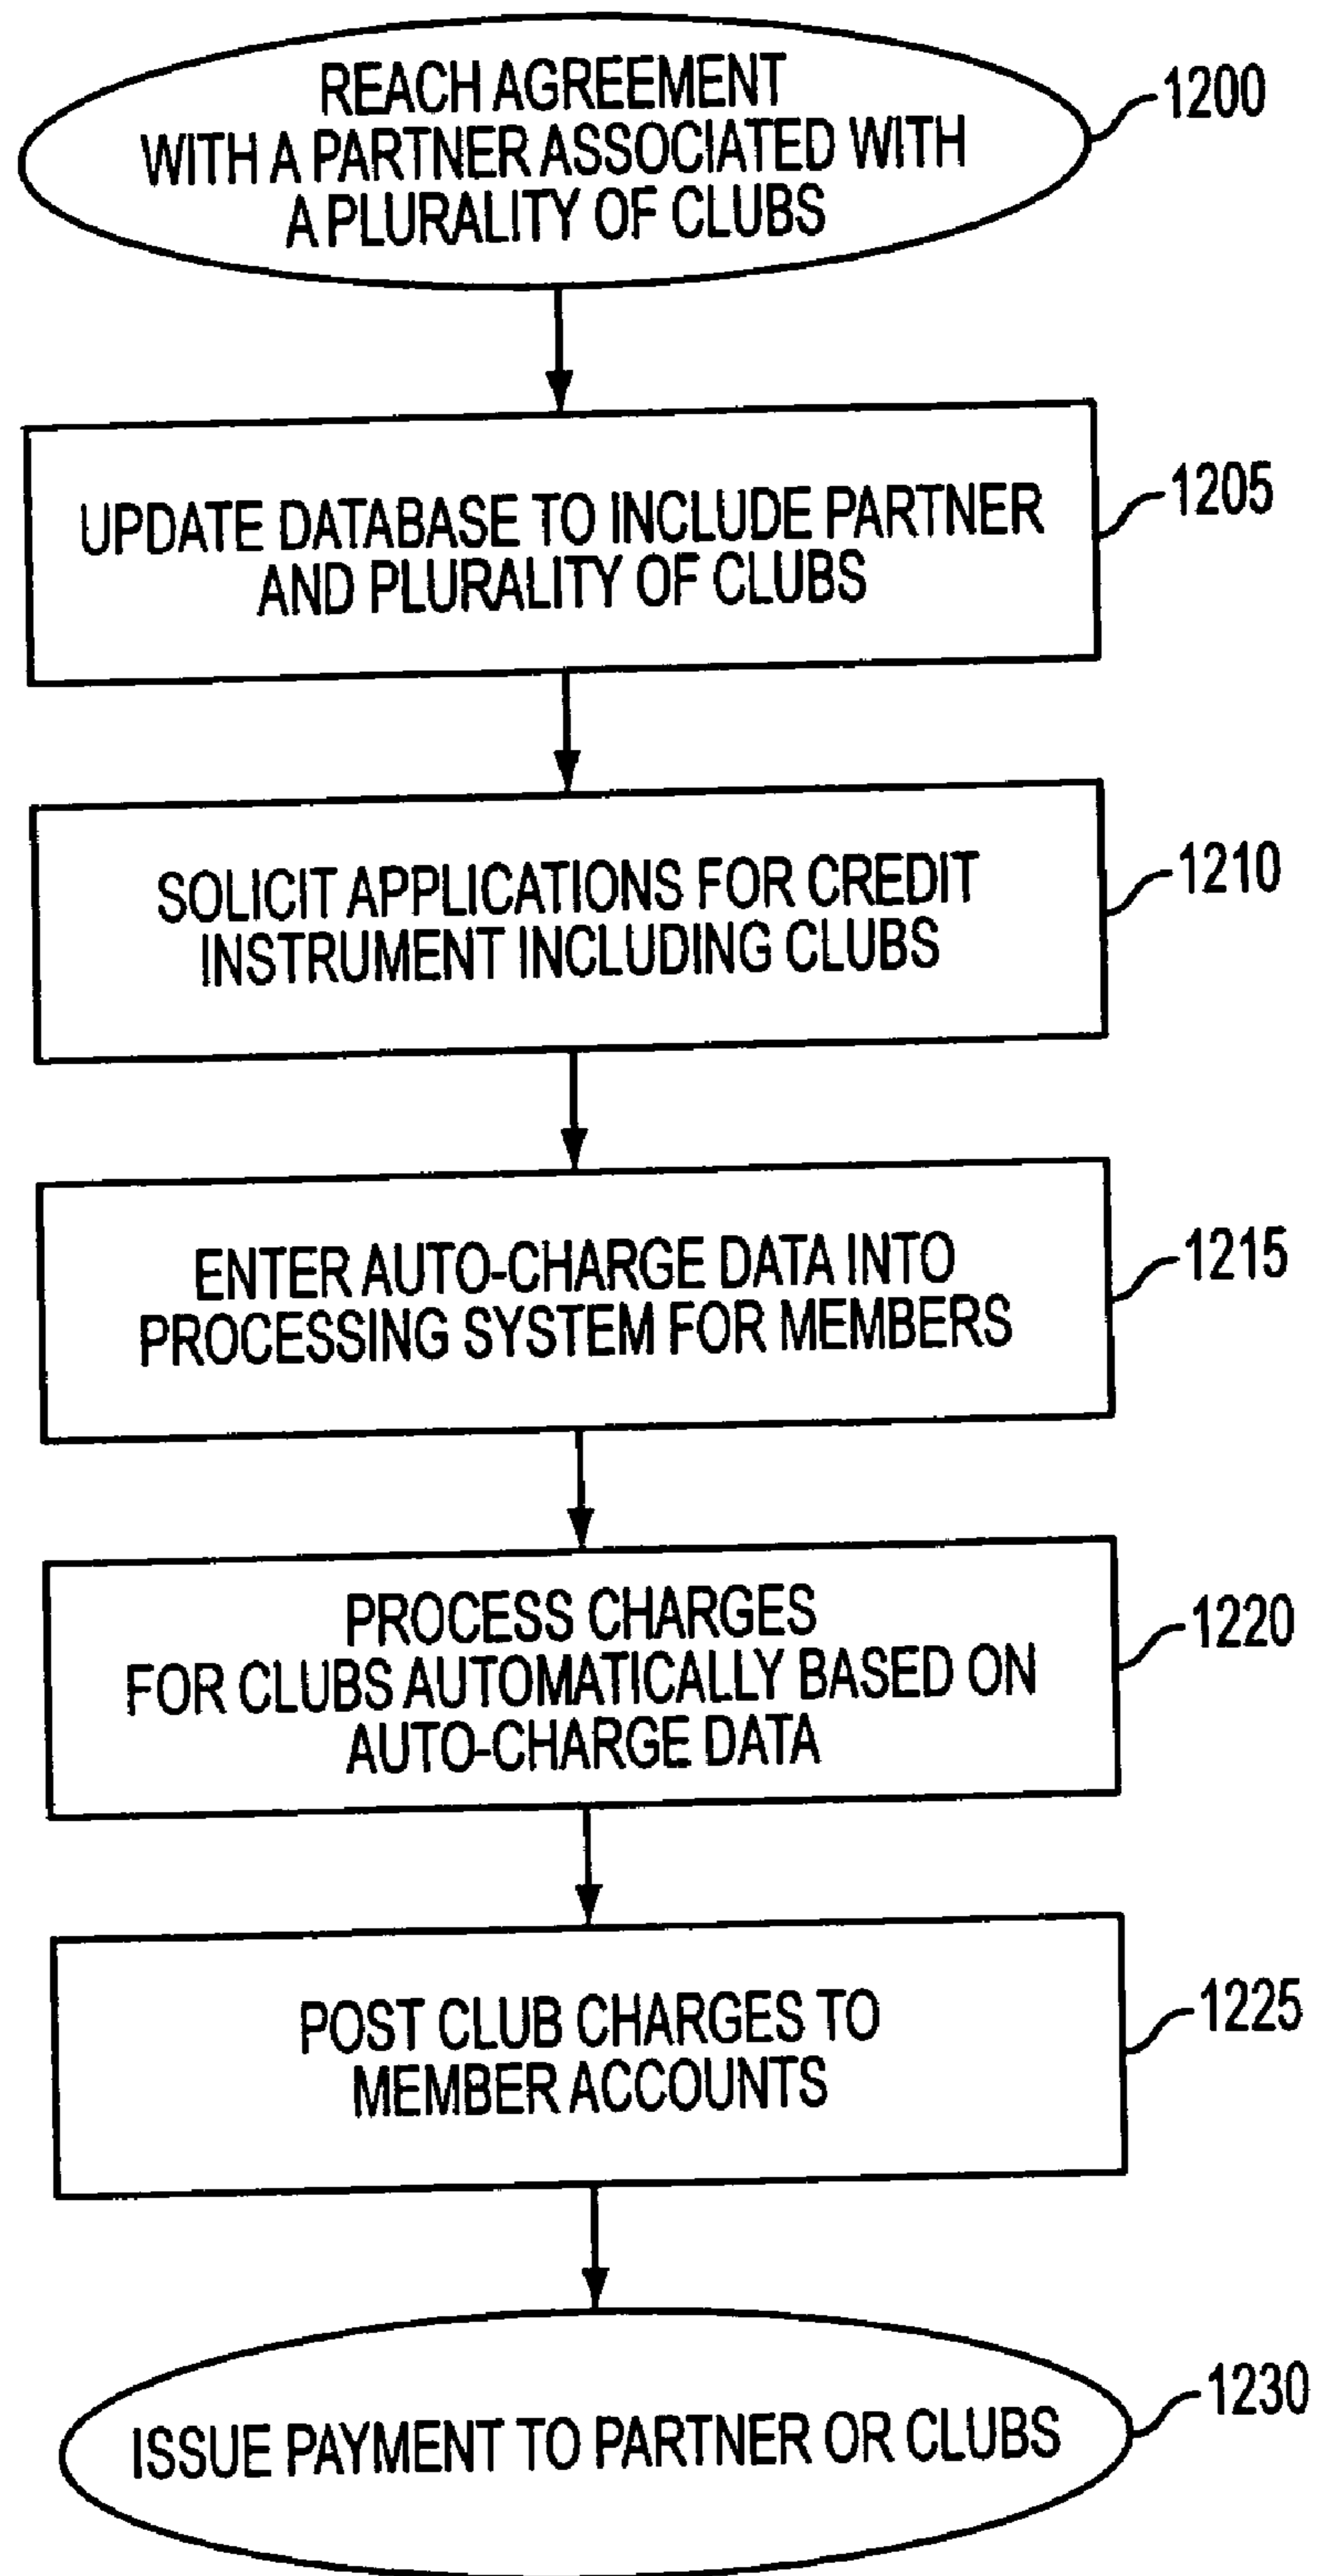 REACH AGREEMENT
WITH A PARTNER ASSOCIATED WITH
A PLURALITY OF CLUBS
1200
UPDATE DATABASE TO INCLUDE PARTNER
AND PLURALITY OF CLUBS
1205
SOLICIT APPLICATIONS FOR CREDIT
INSTRUMENT INCLUDING CLUBS
1210
ENTER AUTO-CHARGE DATA INTO
PROCESSING SYSTEM FOR MEMBERS
1215
PROCESS CHARGES
FOR CLUBS AUTOMATICALLY BASED ON
AUTO-CHARGE DATA
1220
POST CLUB CHARGES TO
MEMBER ACCOUNTS
1225
ISSUE PAYMENT TO PARTNER OR CLUBS
1230